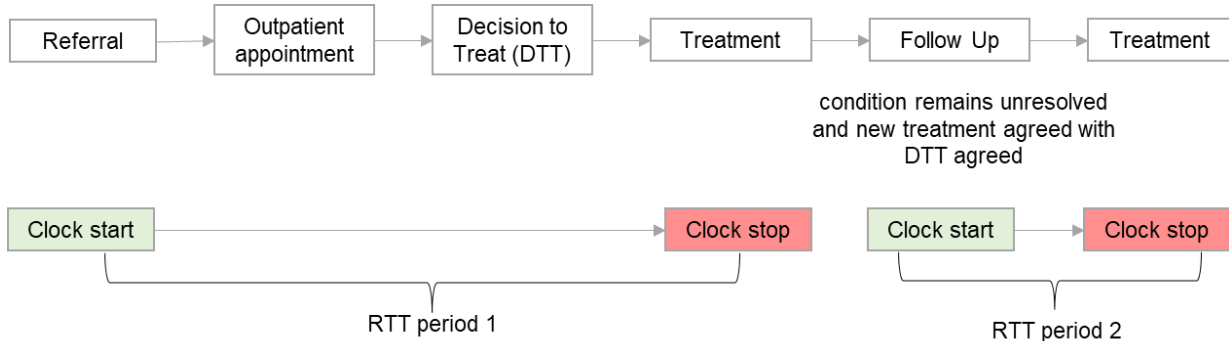 Referral
Outpatient
appointment
Decision to
Treat (DTT)
Treatment
Follow Up
Treatment
condition remains unresolved
and new treatment agreed with
DTT agreed
Clock start
Clock stop
Clock start
Clock stop
RTT period 1
RTT period 2